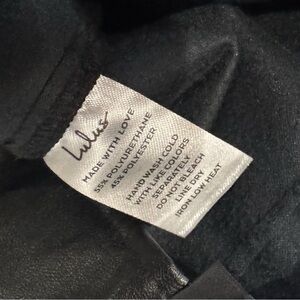 Lulus
MADE WITH LOVE
55% POLYURETHANE
45% POLYESTER
HAND WASH COLD
WITH LIKE COLORS
SEPARATELY
DO NOT BLEACH
LINE DRY
IRON LOW HEAT